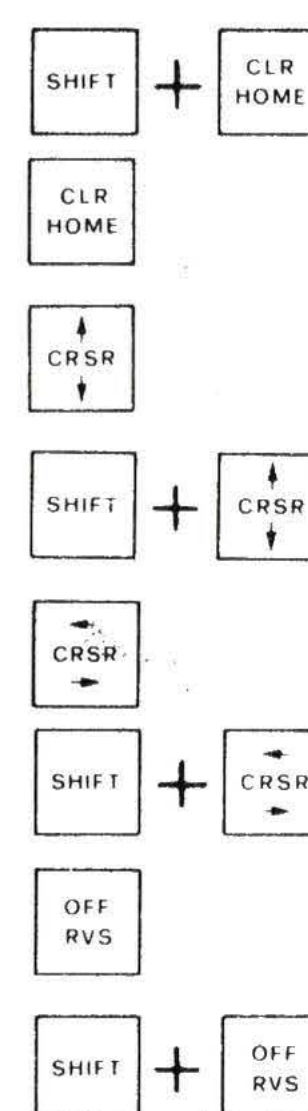 SHIFT + CLR
HOME
CLR
HOME
CRSR
SHIFT + CRSR
CRSR
SHIFT + CRSR
OFF
RVS
SHIFT + OFF
RVS